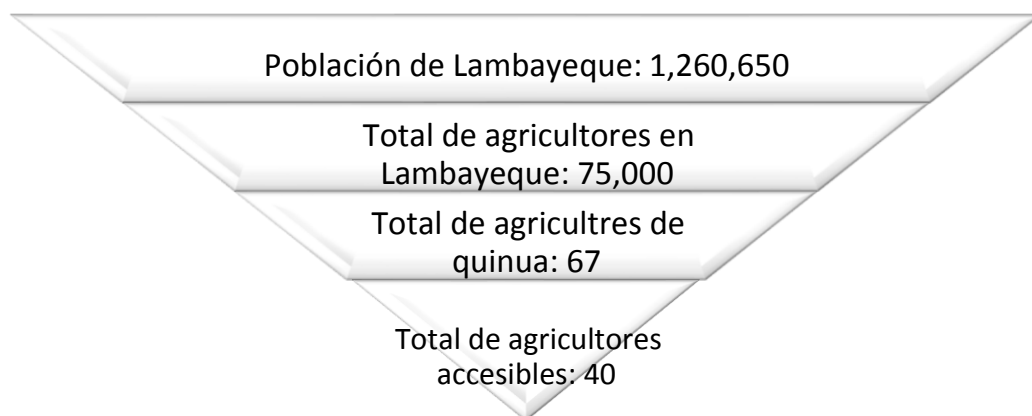 Población de Lambayeque: 1,260,650
Total de agricultores en
Lambayeque: 75,000
Total de agricultres de
quinua: 67
Total de agricultores
accesibles: 40